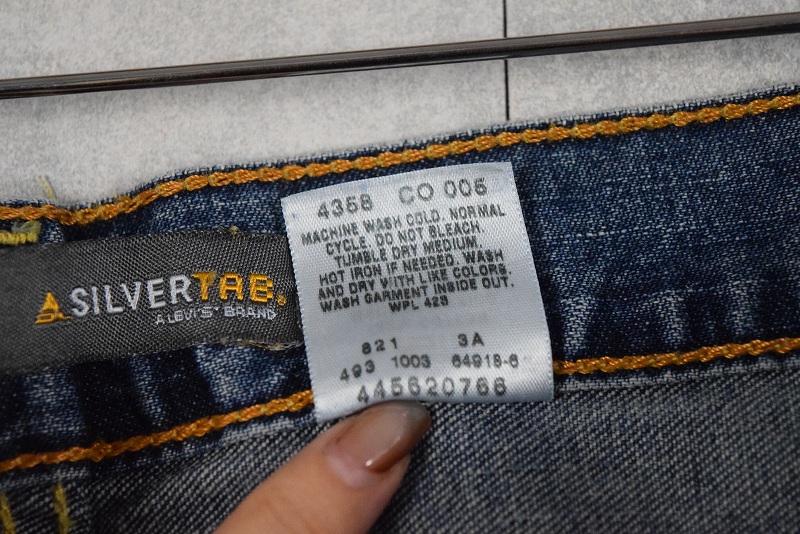 SILVERTAB®
A LEVI'S® BRAND
4358 CO 005
MACHINE WASH COLD. NORMAL
CYCLE. DO NOT BLEACH.
TUMBLE DRY MEDIUM.
HOT IRON IF NEEDED. WASH
AND DRY WITH LIKE COLORS.
WASH GARMENT INSIDE OUT.
WPL 423
821 3A
493 1003 64918-6
445620766